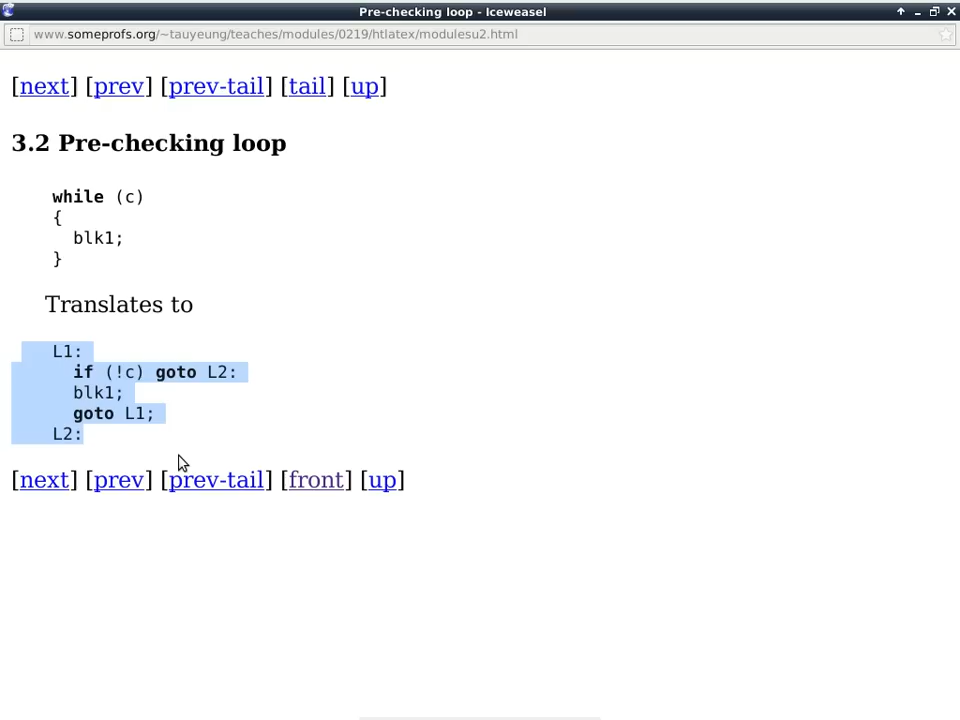 Pre-checking loop - Iceweasel
www.someprofs.org/~tauyeung/teaches/modules/0219/htlatex/modulesu2.html
[next] [prev] [prev-tail] [tail] [up]
3.2 Pre-checking loop
while (c)
{
blk1;
}
Translates to
L1:
if (!c) goto L2:
blk1;
goto L1;
L2:
[next] [prev] [prev-tail] [front] [up]